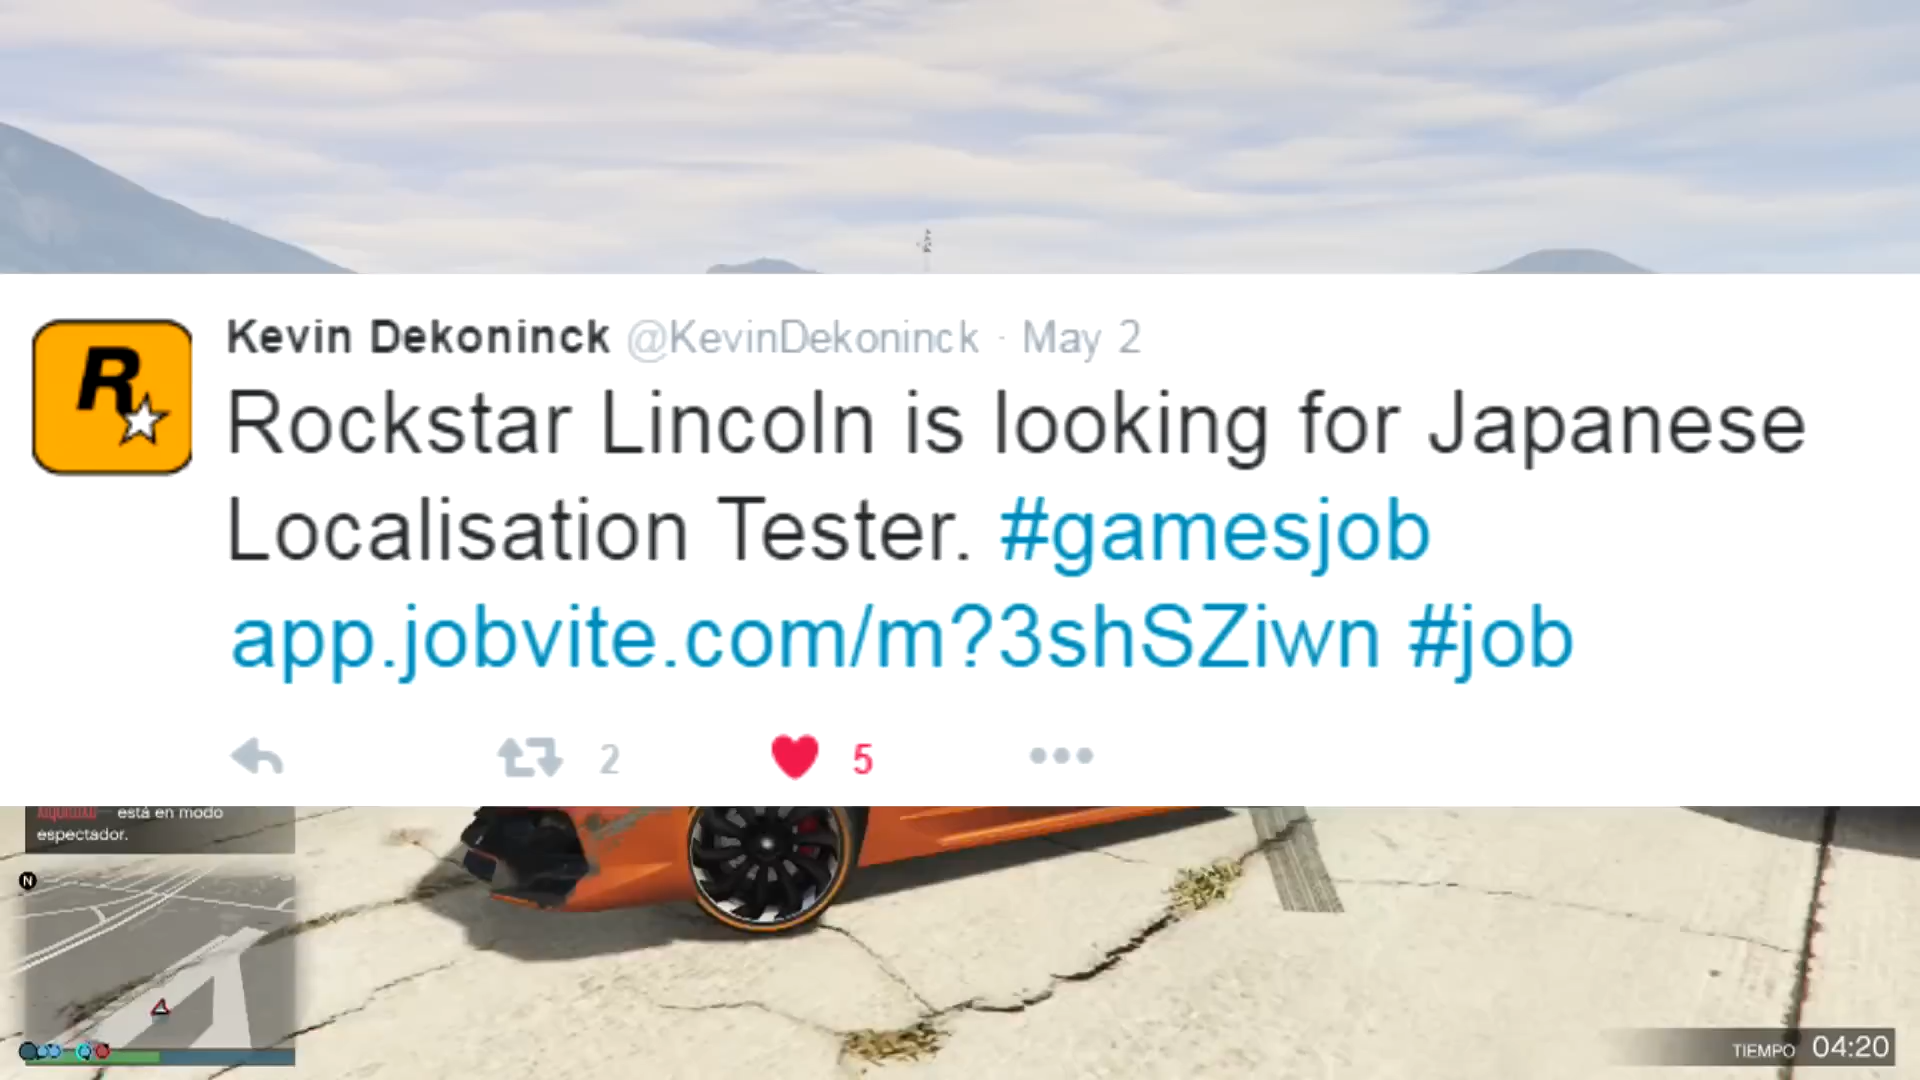 Kevin Dekoninck @KevinDekoninck · May 2
R
Rockstar Lincoln is looking for Japanese
Localisation Tester. #gamesjob
app.jobvite.com/m?3shSZiwn #job
2 5
está en modo
espectador.
N
TIEMPO 04:20